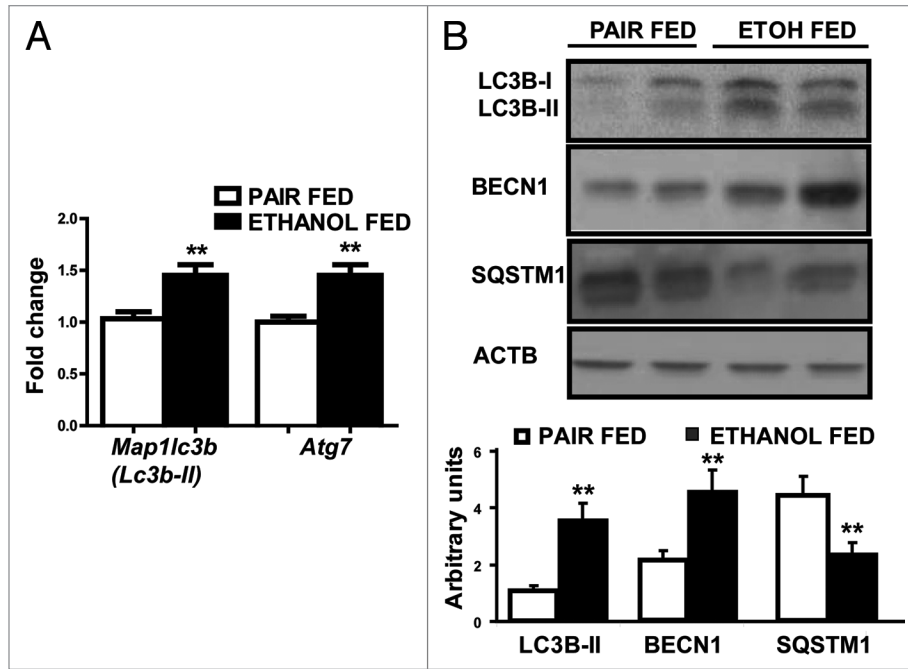 A
PAIR FED
ETHANOL FED
2.0
1.5
1.0
0.5
0.0
Fold change
** **
Map1lc3b
(Lc3b-II)
Atg7
B
PAIR FED ETOH FED
LC3B-I
LC3B-II
BECN1
SQSTM1
ACTB
PAIR FED ETHANOL FED
6
4
2
0
Arbitrary units
** ** **
LC3B-II BECN1 SQSTM1